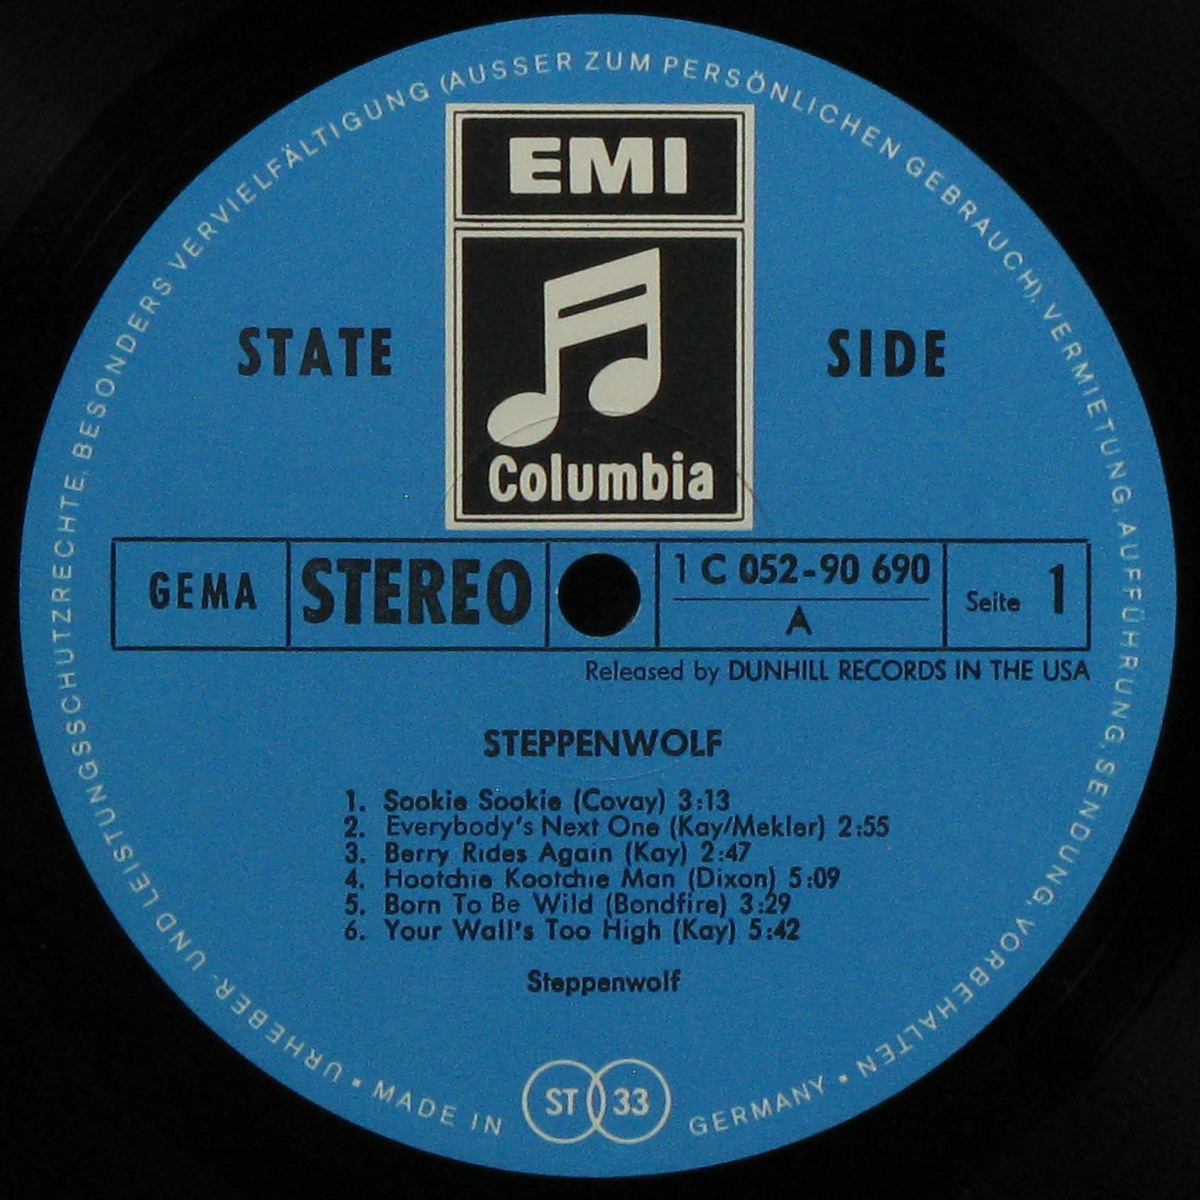 URHEBER- UND LEISTUNGSSCHUTZRECHTE, BESONDERS VERVIELFÄLTIGUNG (AUSSER ZUM PERSÖNLICHEN GEBRAUCH), VERMIETUNG, AUFFÜHRUNG, SENDUNG, VORBEHALTEN
EMI
STATE SIDE
Columbia
GEMA STEREO 1 C 052-90 690 Seite 1
A
Released by DUNHILL RECORDS IN THE USA
STEPPENWOLF
1. Sookie Sookie (Covay) 3:13
2. Everybody's Next One (Kay/Mekler) 2:55
3. Berry Rides Again (Kay) 2:47
4. Hootchie Kootchie Man (Dixon) 5:09
5. Born To Be Wild (Bondfire) 3:29
6. Your Wall's Too High (Kay) 5:42
Steppenwolf
MADE IN ST 33 GERMANY